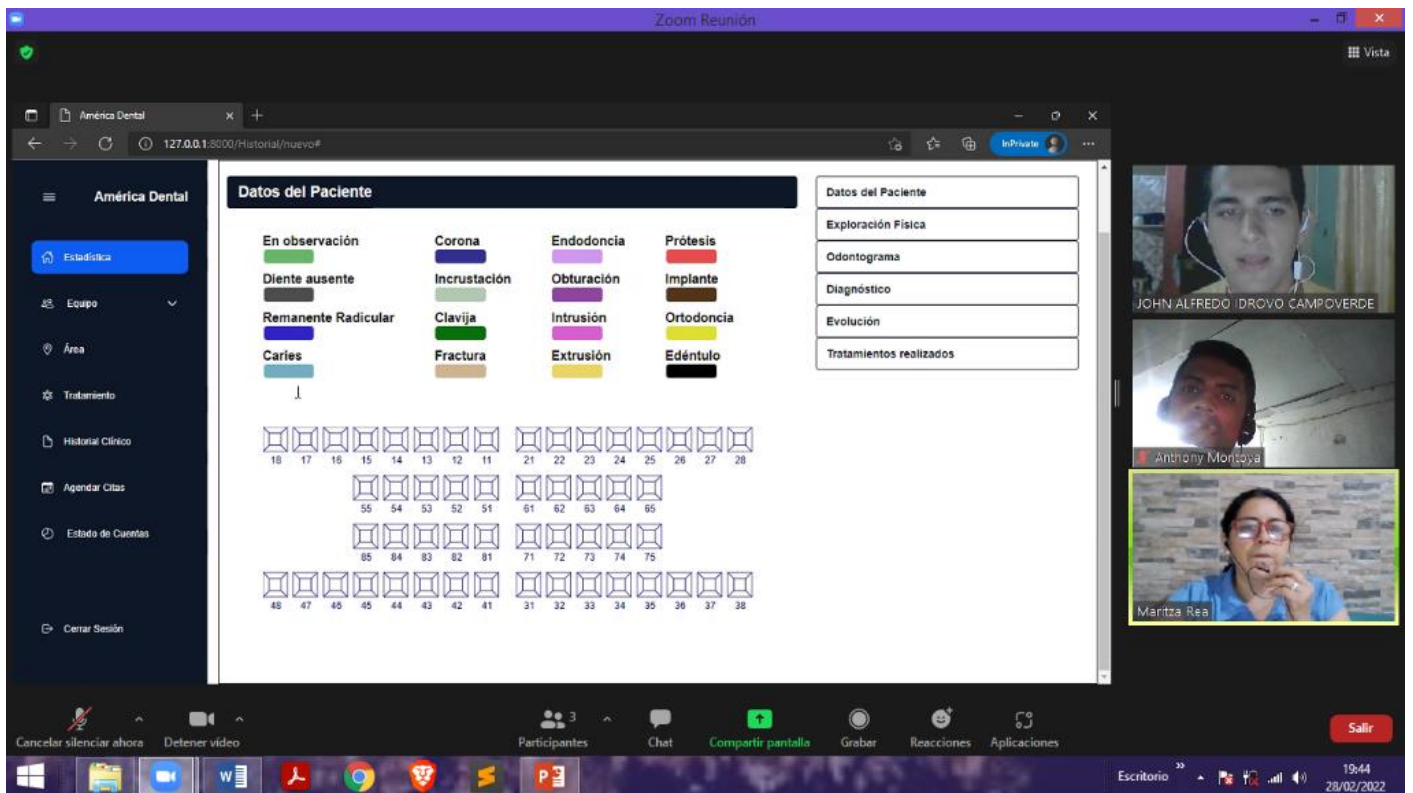 Zoom Reunión
Vista
América Dental
127.0.0.1:8000/Historial/nuevo#
InPrivate
América Dental
Estadística
Equipo
Área
Tratamiento
Historial Clínico
Agendar Citas
Estado de Cuentas
Cerrar Sesión
Datos del Paciente
En observación Corona Endodoncia Prótesis
Diente ausente Incrustación Obturación Implante
Remanente Radicular Clavija Intrusión Ortodoncia
Caries Fractura Extrusión Edéntulo
18 17 16 15 14 13 12 11 21 22 23 24 25 26 27 28
55 54 53 52 51 61 62 63 64 65
85 84 83 82 81 71 72 73 74 75
48 47 46 45 44 43 42 41 31 32 33 34 35 36 37 38
Datos del Paciente
Exploración Física
Odontograma
Diagnóstico
Evolución
Tratamientos realizados
JOHN ALFREDO IDROVO CAMPOVERDE
Anthony Montoya
Maritza Rea
Cancelar silenciar ahora Detener vídeo Participantes 3 Chat Compartir pantalla Grabar Reacciones Aplicaciones Salir
Escritorio
19:44
28/02/2022